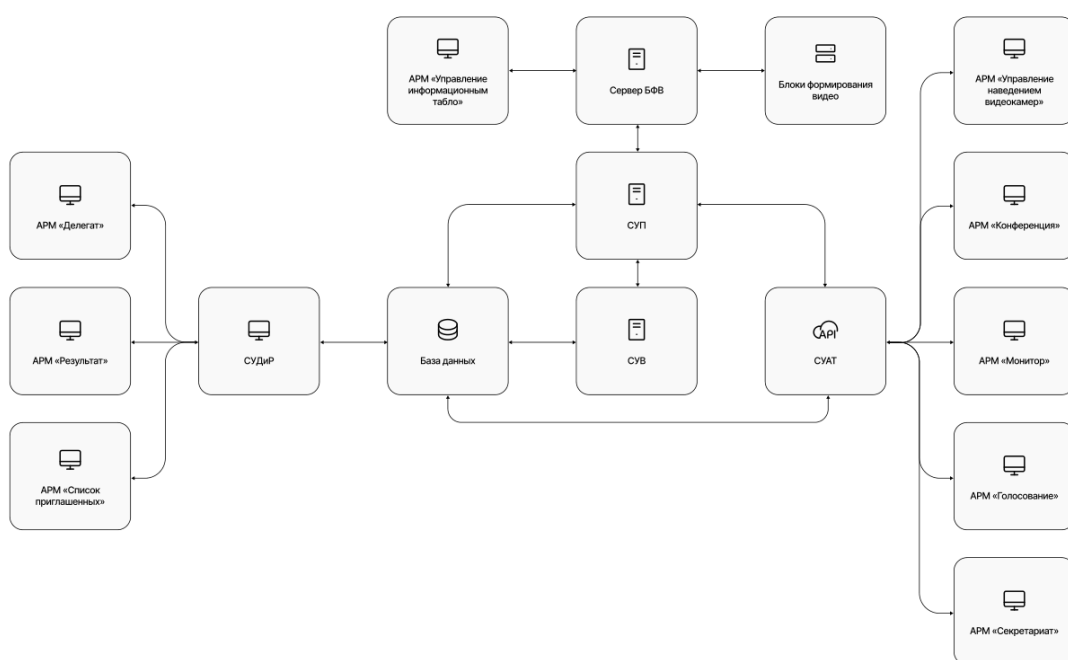 АРМ «Управление
информационным
табло»
Сервер БФВ
Блоки формирования
видео
АРМ «Управление
наведением
видеокамер»
АРМ «Делегат»
СУП
АРМ «Конференция»
АРМ «Результат»
СУДиР
База данных
СУВ
API
СУАТ
АРМ «Монитор»
АРМ «Список
приглашенных»
АРМ «Голосование»
АРМ «Секретариат»